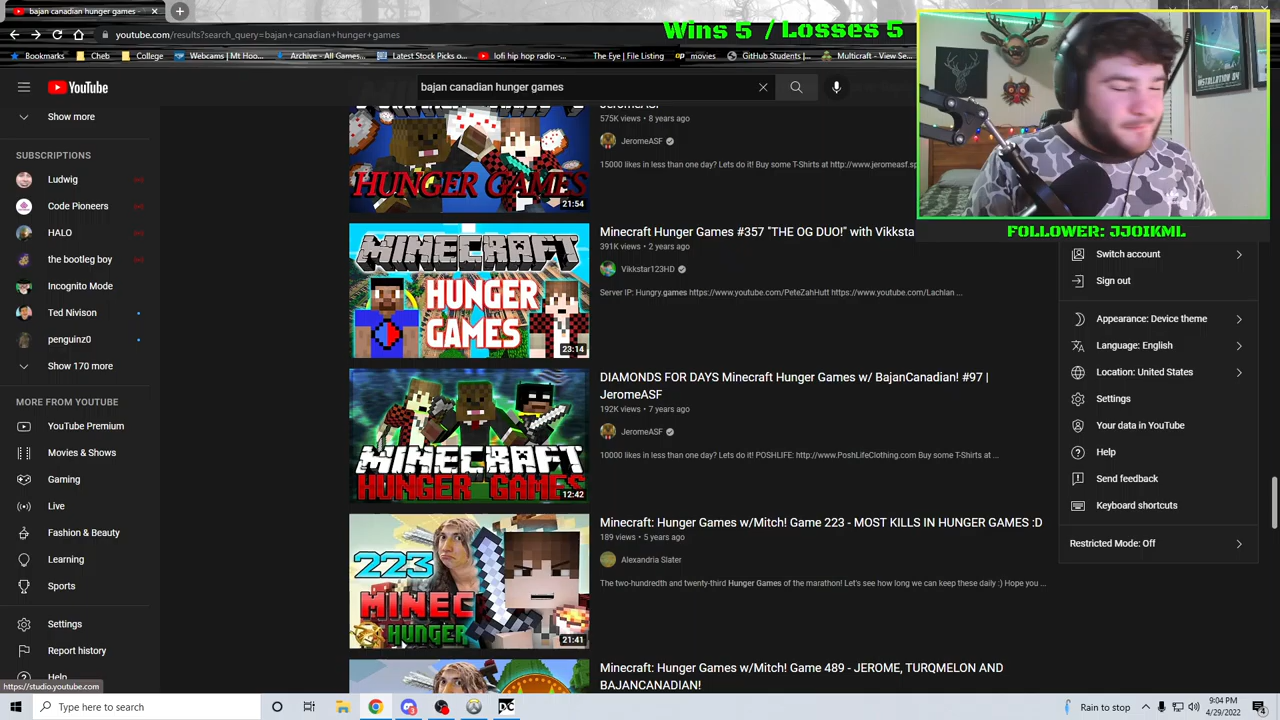 bajan canadian hunger games -
youtube.com/results?search_query=bajan+canadian+hunger+games
Wins 5 / Losses 5
Bookmarks
Cheb
College
Webcams | Mt Hoo...
Archive - All Games...
Latest Stock Picks o...
lofi hip hop radio -...
The Eye | File Listing
op movies
GitHub Students | ...
Multicraft - View Se...
YouTube
bajan canadian hunger games
Show more
SUBSCRIPTIONS
Ludwig
Code Pioneers
HALO
the bootleg boy
Incognito Mode
Ted Nivison
penguinz0
Show 170 more
MORE FROM YOUTUBE
YouTube Premium
Movies & Shows
Gaming
Live
Fashion & Beauty
Learning
Sports
Settings
Report history
Help
https://studio.youtube.com
HUNGER GAMES
21:54
JeromeASF
575K views • 8 years ago
JeromeASF
15000 likes in less than one day? Lets do it! Buy some T-Shirts at http://www.jeromeasf.sp
MINECRAFT
HUNGER
GAMES
23:14
Minecraft Hunger Games #357 "THE OG DUO!" with Vikksta
391K views • 2 years ago
Vikkstar123HD
Server IP: Hungry.games https://www.youtube.com/PeteZahHutt https://www.youtube.com/Lachlan ...
MINECRAFT
HUNGER GAMES
12:42
DIAMONDS FOR DAYS Minecraft Hunger Games w/ BajanCanadian! #97 |
JeromeASF
192K views • 7 years ago
JeromeASF
10000 likes in less than one day? Lets do it! POSHLIFE: http://www.PoshLifeClothing.com Buy some T-Shirts at ...
223
MINEC
HUNGER
21:41
Minecraft: Hunger Games w/Mitch! Game 223 - MOST KILLS IN HUNGER GAMES :D
189 views • 5 years ago
Alexandria Slater
The two-hundredth and twenty-third Hunger Games of the marathon! Let's see how long we can keep these daily :) Hope you ...
Minecraft: Hunger Games w/Mitch! Game 489 - JEROME, TURQMELON AND
BAJANCANADIAN!
FOLLOWER: JJOIKML
Switch account
Sign out
Appearance: Device theme
Language: English
Location: United States
Settings
Your data in YouTube
Help
Send feedback
Keyboard shortcuts
Restricted Mode: Off
Type here to search
Rain to stop
9:04 PM
4/29/2022